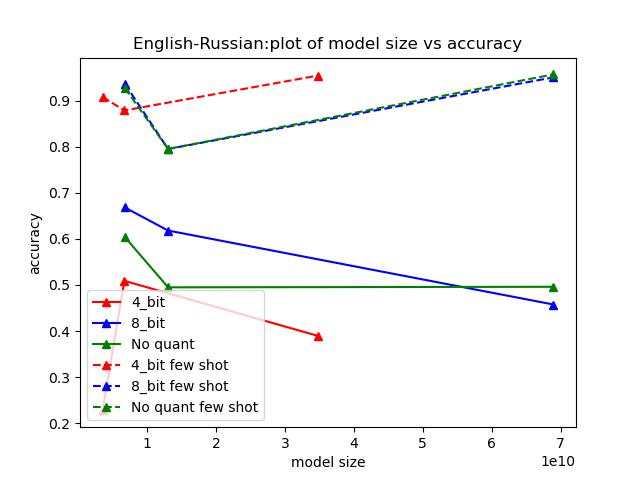 English-Russian:plot of model size vs accuracy
accuracy
0.9
0.8
0.7
0.6
0.5
0.4
0.3
0.2
4_bit
8_bit
No quant
4_bit few shot
8_bit few shot
No quant few shot
1 2 3 4 5 6 7
1e10
model size